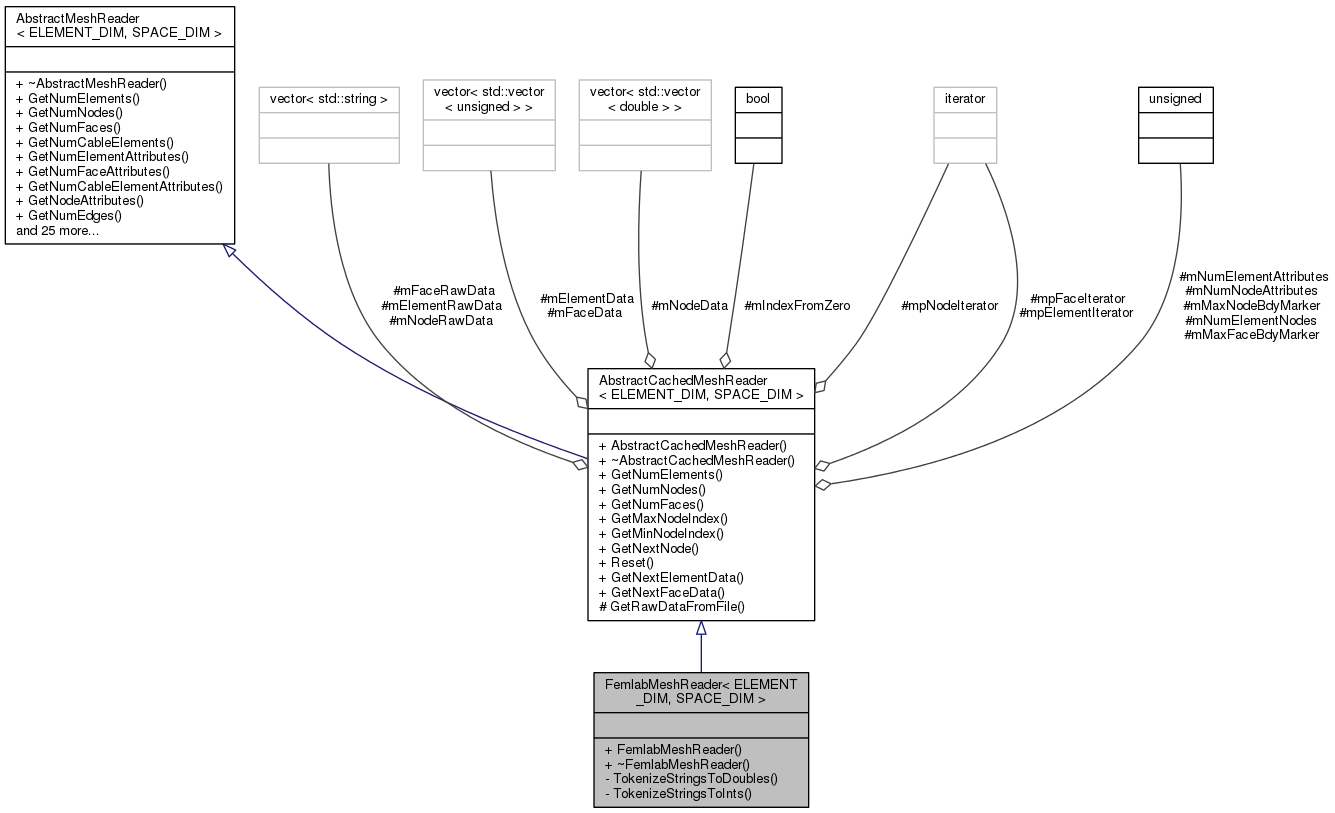 AbstractMeshReader
< ELEMENT_DIM, SPACE_DIM >
+ ~AbstractMeshReader()
+ GetNumElements()
+ GetNumNodes()
+ GetNumFaces()
+ GetNumCableElements()
+ GetNumElementAttributes()
+ GetNumFaceAttributes()
+ GetNumCableElementAttributes()
+ GetNodeAttributes()
+ GetNumEdges()
and 25 more...
vector< std::string >
vector< std::vector
< unsigned > >
vector< std::vector
< double > >
bool
iterator
unsigned
#mFaceRawData
#mElementRawData
#mNodeRawData
#mElementData
#mFaceData
#mNodeData
#mIndexFromZero
#mpNodeIterator
#mpFaceIterator
#mpElementIterator
#mNumElementAttributes
#mNumNodeAttributes
#mMaxNodeBdyMarker
#mNumElementNodes
#mMaxFaceBdyMarker
AbstractCachedMeshReader
< ELEMENT_DIM, SPACE_DIM >
+ AbstractCachedMeshReader()
+ ~AbstractCachedMeshReader()
+ GetNumElements()
+ GetNumNodes()
+ GetNumFaces()
+ GetMaxNodeIndex()
+ GetMinNodeIndex()
+ GetNextNode()
+ Reset()
+ GetNextElementData()
+ GetNextFaceData()
# GetRawDataFromFile()
FemlabMeshReader< ELEMENT
_DIM, SPACE_DIM >
+ FemlabMeshReader()
+ ~FemlabMeshReader()
- TokenizeStringsToDoubles()
- TokenizeStringsToInts()